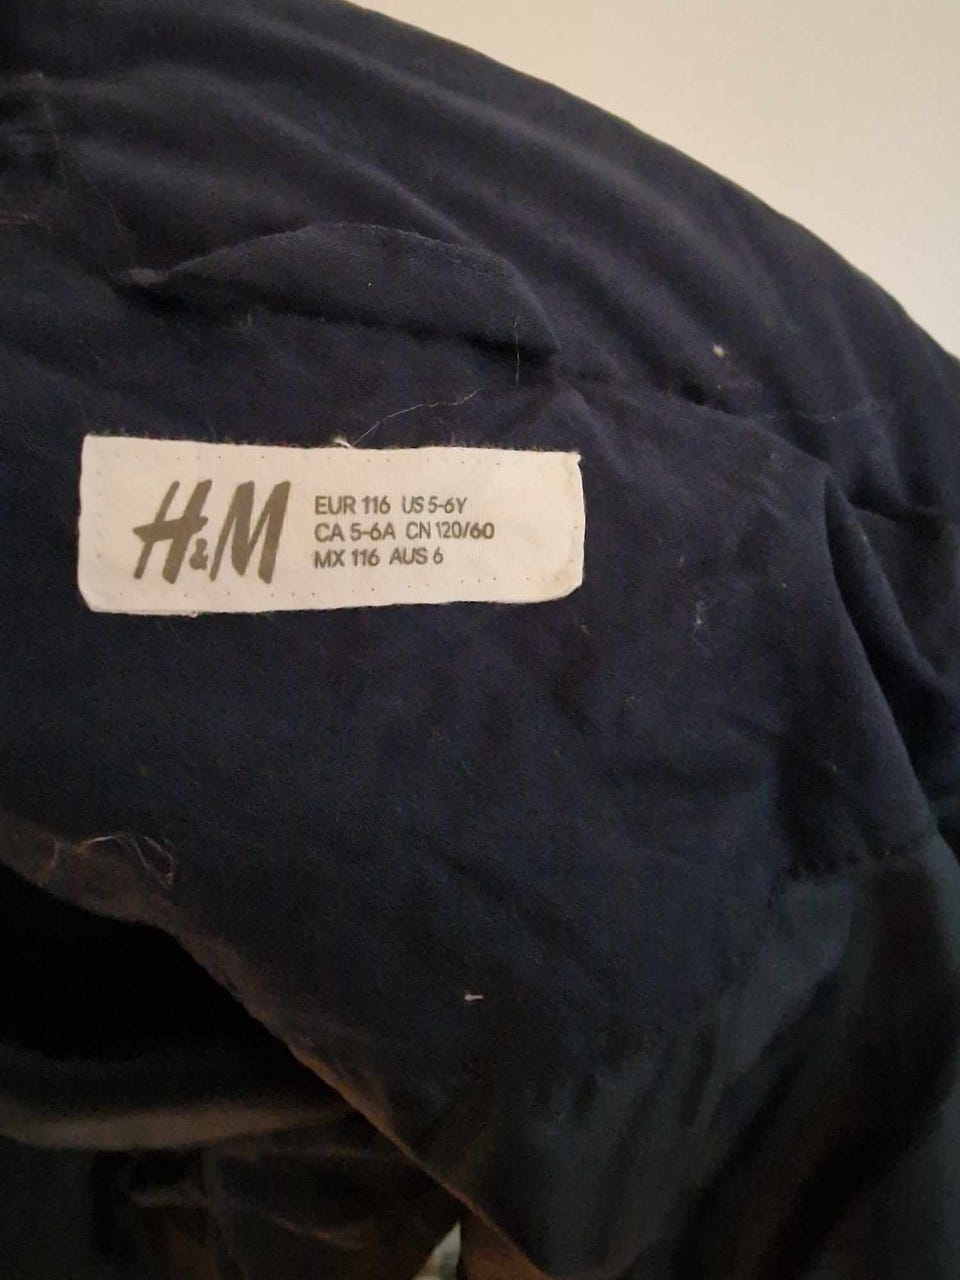 H&M
EUR 116 US 5-6Y
CA 5-6A CN 120/60
MX 116 AUS 6